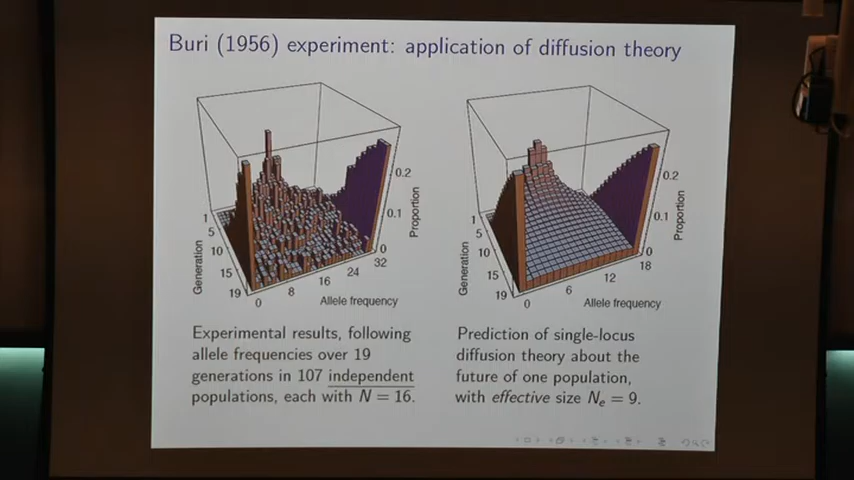 Buri (1956) experiment: application of diffusion theory
0.2
0.1
0
Proportion
1
5
10
15
19
Generation
0
8
16
24
32
Allele frequency
0.2
0.1
0
Proportion
1
5
10
15
19
Generation
0
6
12
18
Allele frequency
Experimental results, following
allele frequencies over 19
generations in 107 independent
populations, each with N = 16.
Prediction of single-locus
diffusion theory about the
future of one population,
with effective size Ne = 9.